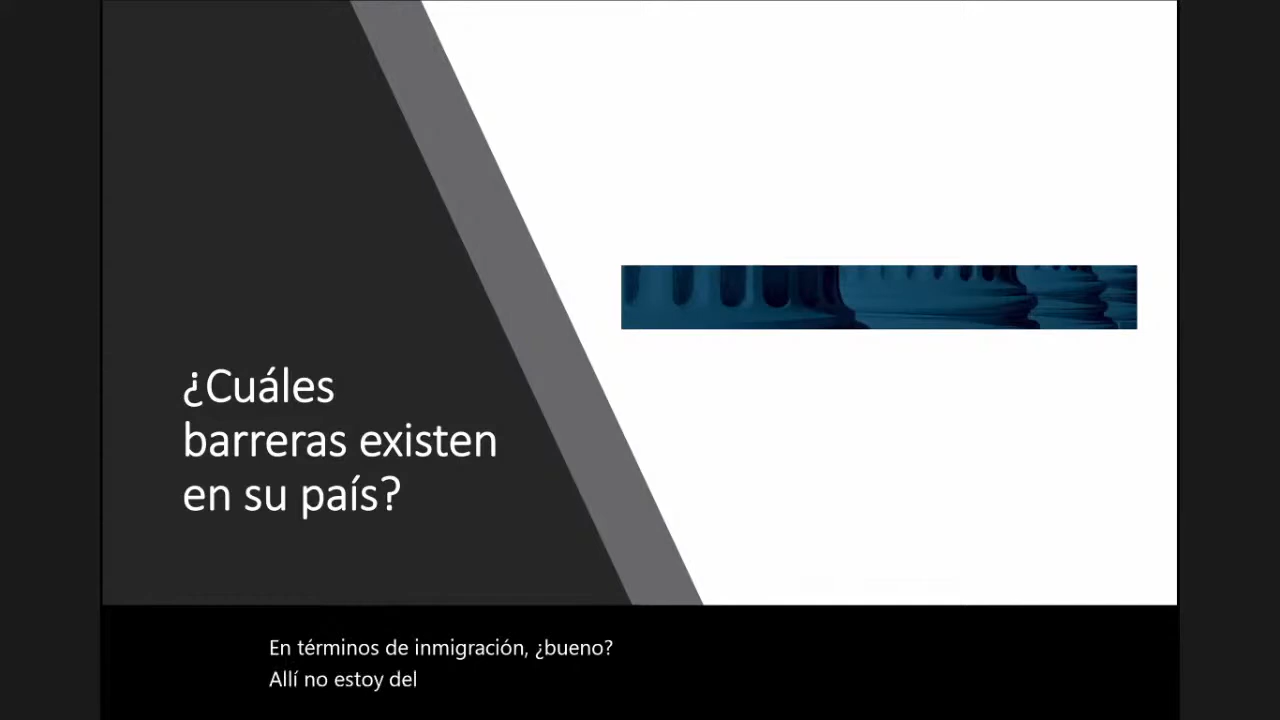 ¿Cuáles
barreras existen
en su país?
En términos de inmigración, ¿bueno?
Allí no estoy del